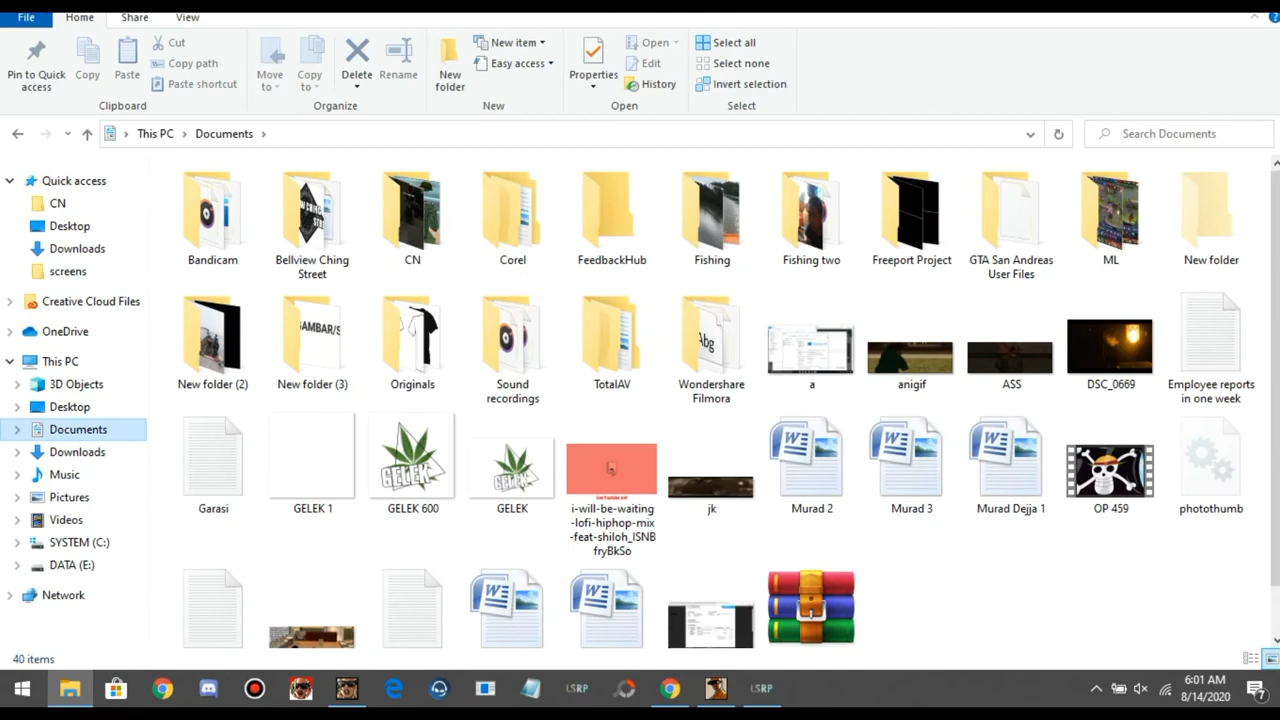 File Home Share View
Cut
Copy path
Paste shortcut
Pin to Quick
access
Copy
Paste
Move
to
Copy
to
Delete
Rename
New
folder
New item
Easy access
Properties
Open
Edit
History
Select all
Select none
Invert selection
Clipboard Organize New Open Select
This PC > Documents >
Search Documents
Quick access
CN
Desktop
Downloads
screens
Creative Cloud Files
OneDrive
This PC
3D Objects
Desktop
Documents
Downloads
Music
Pictures
Videos
SYSTEM (C:)
DATA (E:)
Network
Bandicam
Bellview Ching
Street
CN
Corel
FeedbackHub
Fishing
Fishing two
Freeport Project
GTA San Andreas
User Files
ML
New folder
New folder (2)
GAMBAR/S
New folder (3)
Originals
Sound
recordings
TotalAV
Abg
Wondershare
Filmora
a
anigif
ASS
DSC_0669
Employee reports
in one week
Garasi
GELEK 1
GELEK
GELEK 600
GELEK
GELEK
i-will-be-waiting
-lofi-hiphop-mix
-feat-shiloh_ISNB
fryBkSo
jk
Murad 2
Murad 3
Murad Dejja 1
OP 459
photothumb
40 items
LSRP
LSRP
6:01 AM
8/14/2020
7